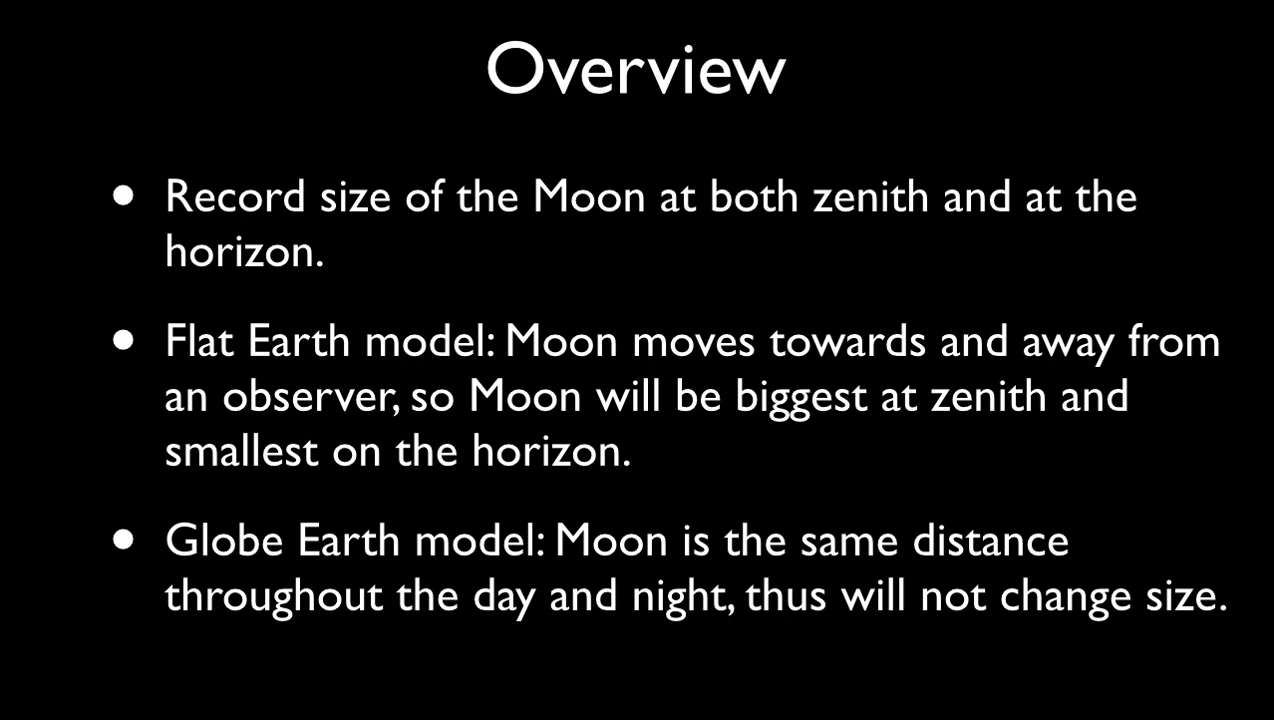 Overview
• Record size of the Moon at both zenith and at the
horizon.
• Flat Earth model: Moon moves towards and away from
an observer, so Moon will be biggest at zenith and
smallest on the horizon.
• Globe Earth model: Moon is the same distance
throughout the day and night, thus will not change size.